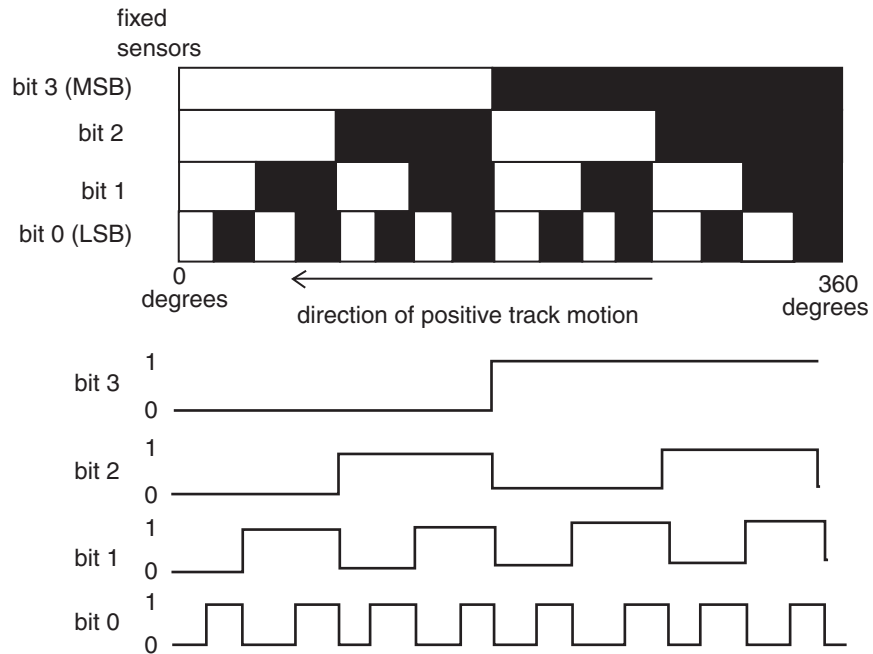 fixed
sensors
bit 3 (MSB)
bit 2
bit 1
bit 0 (LSB)
0
degrees
direction of positive track motion
360
degrees
1
bit 3
0
1
bit 2
0
1
bit 1
0
1
bit 0
0